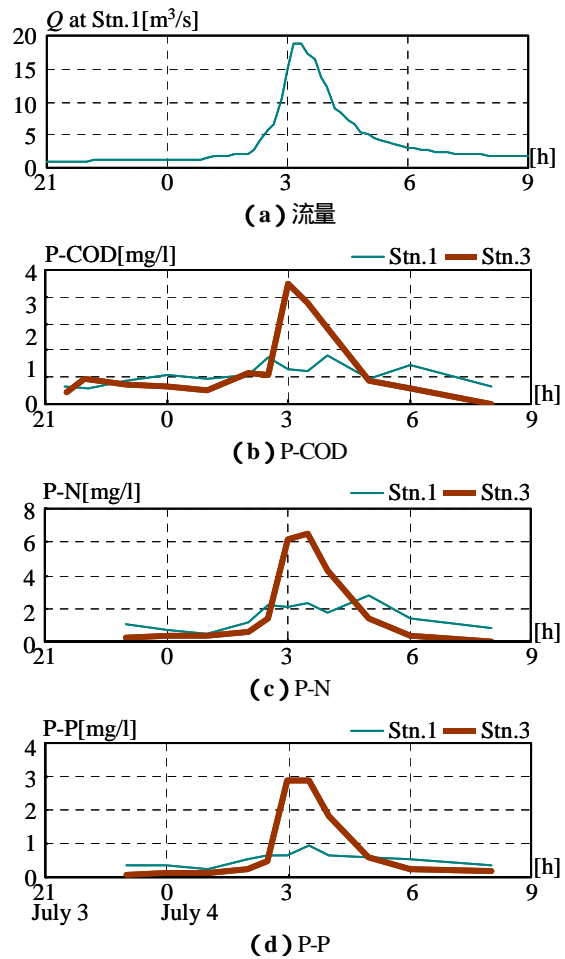 Q at Stn.1[m³/s]
20
15
10
5
0
21 0 3 6 9
[h]
(a) 流量
P-COD[mg/l]
Stn.1 Stn.3
4
3
2
1
0
21 0 3 6 9
[h]
(b) P-COD
P-N[mg/l]
Stn.1 Stn.3
8
6
4
2
0
21 0 3 6 9
[h]
(c) P-N
P-P[mg/l]
Stn.1 Stn.3
4
3
2
1
0
21 0 3 6 9
[h]
July 3 July 4
(d) P-P